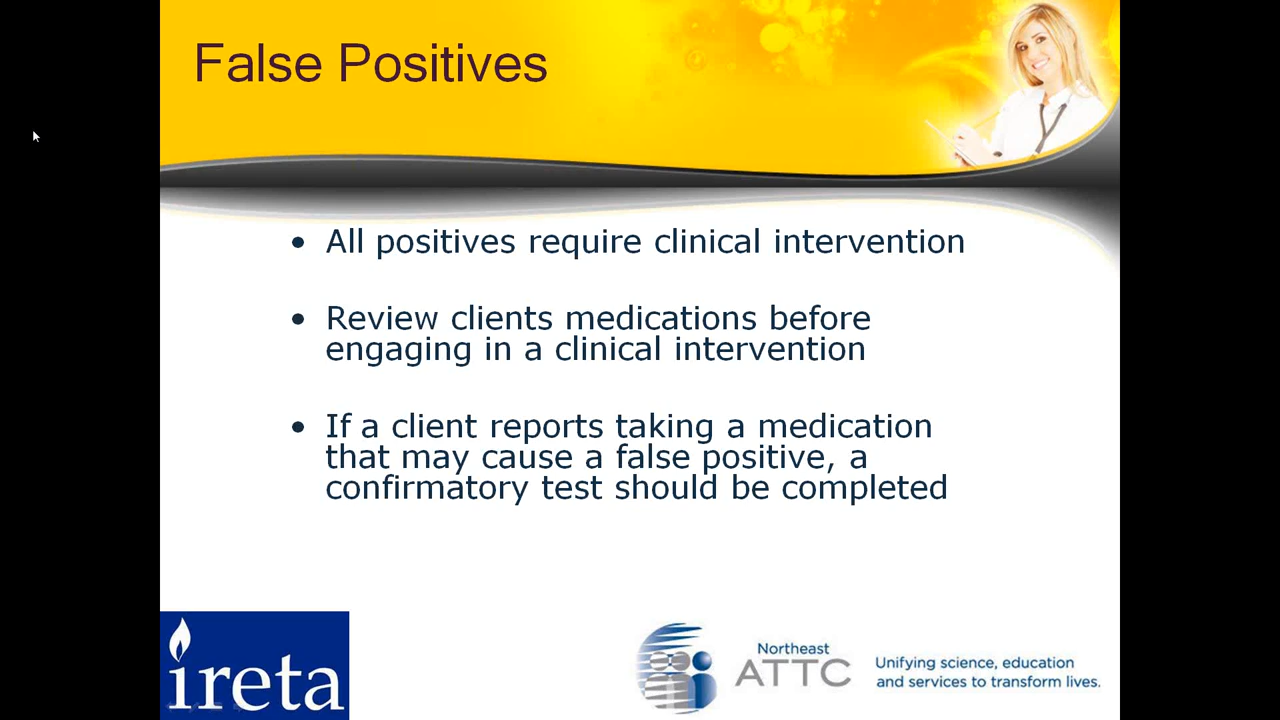 False Positives
• All positives require clinical intervention
• Review clients medications before
engaging in a clinical intervention
• If a client reports taking a medication
that may cause a false positive, a
confirmatory test should be completed
ireta
Northeast
ATTC
Unifying science, education
and services to transform lives.